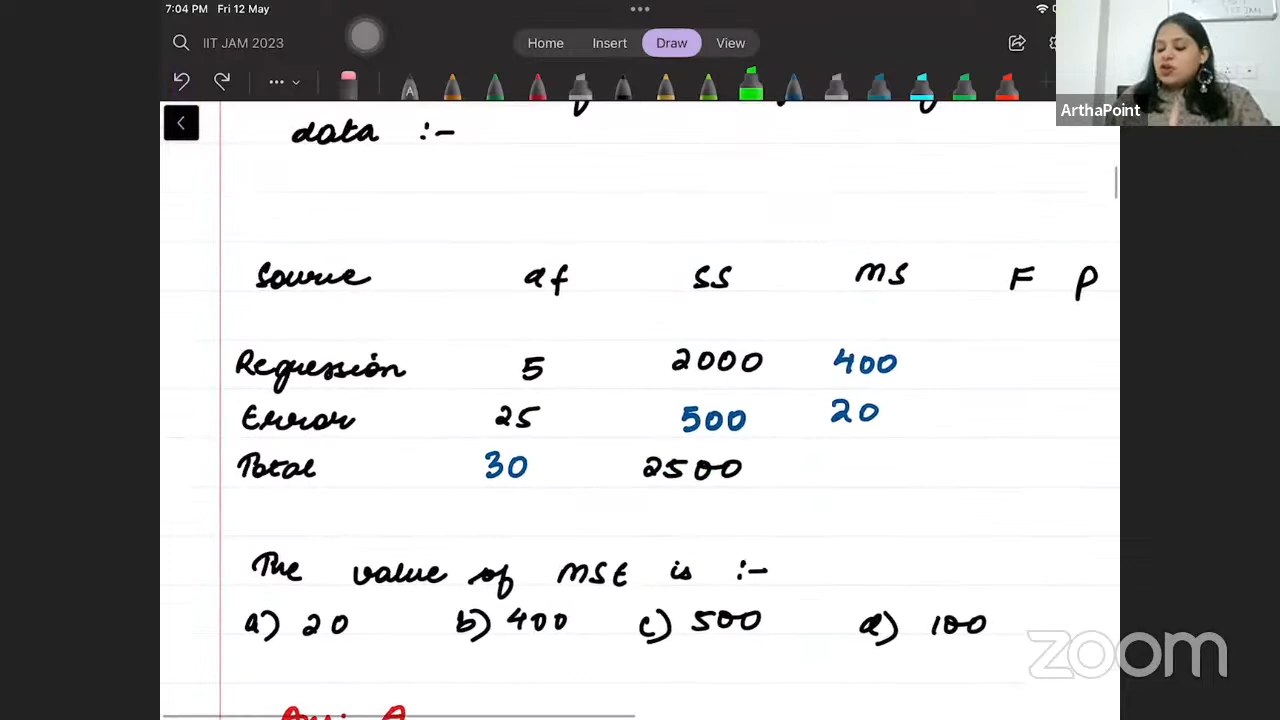 7:04 PM Fri 12 May
IIT JAM 2023
Home Insert Draw View
ArthaPoint
data :-
Source df SS MS F P
Regression 5 2000 400
Error 25 500 20
Total 30 2500
The value of MSE is :-
a) 20 b) 400 c) 500 d) 100
zoom
Ans: A